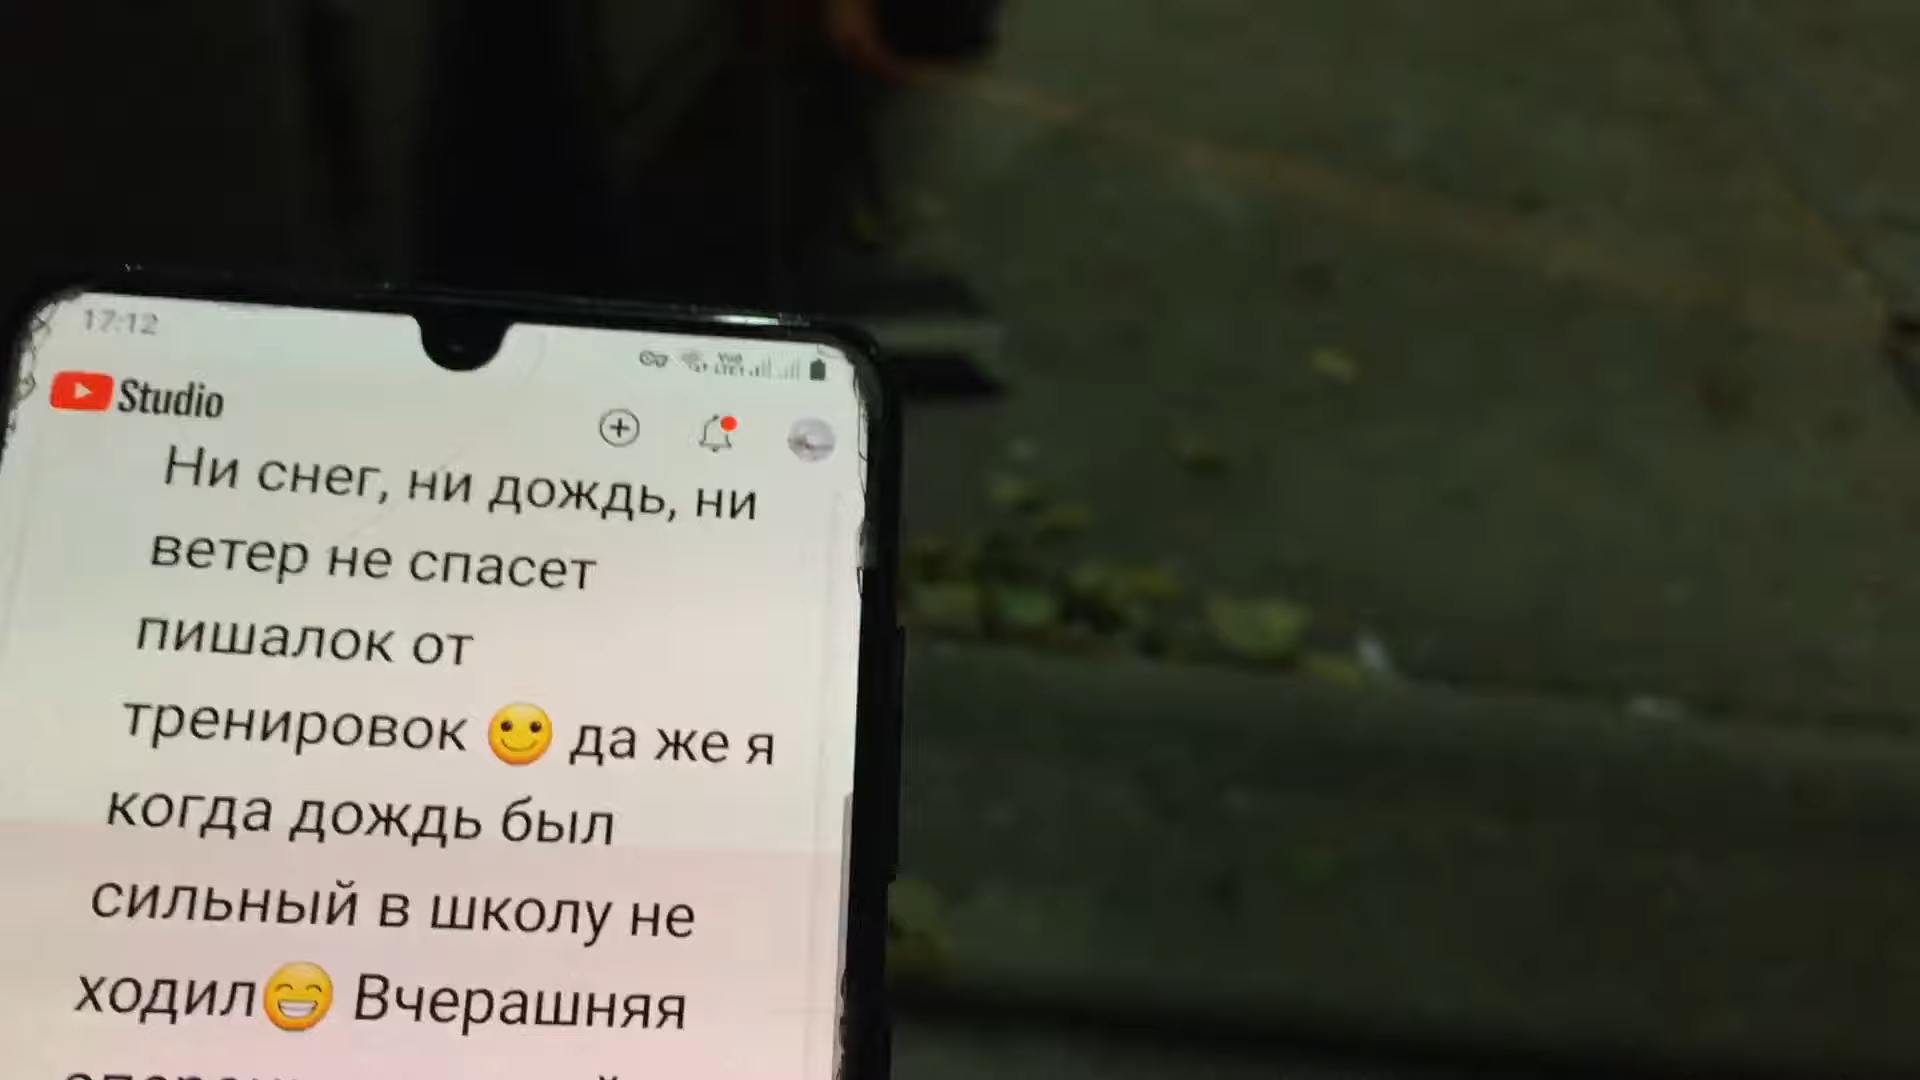 17:12
Studio
Ни снег, ни дождь, ни
ветер не спасет
пишалок от
тренировок 🙂 да же я
когда дождь был
сильный в школу не
ходил😁 Вчерашняя